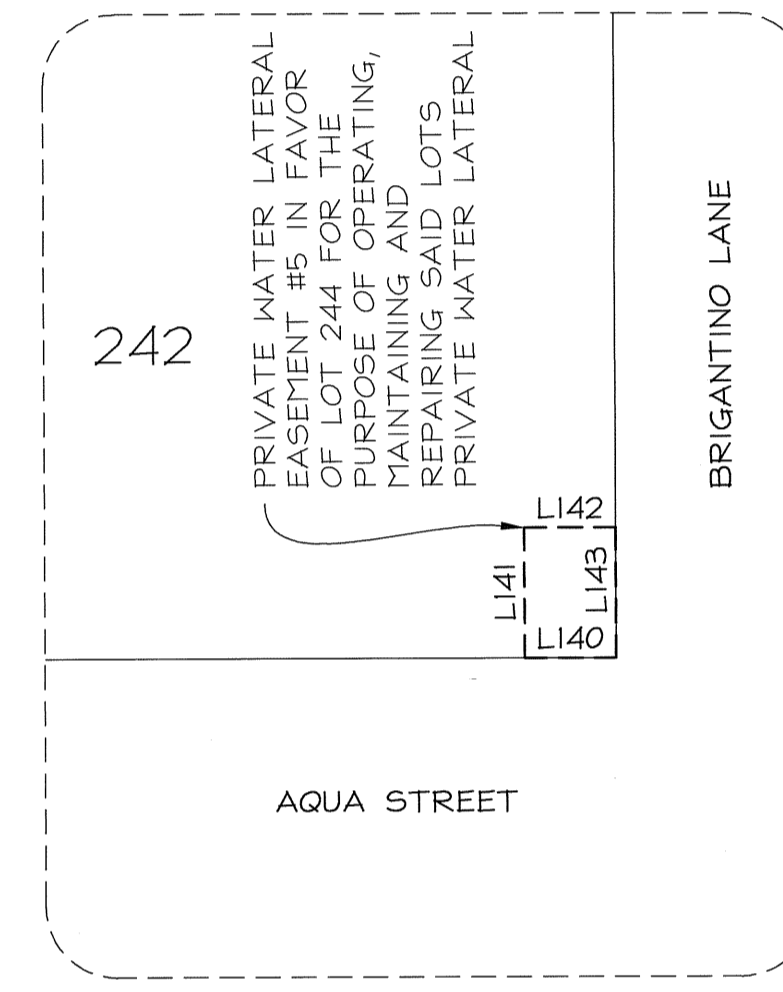 PRIVATE WATER LATERAL
EASEMENT #5 IN FAVOR
OF LOT 244 FOR THE
PURPOSE OF OPERATING,
MAINTAINING AND
REPAIRING SAID LOTS
PRIVATE WATER LATERAL
242
BRIGANTINO LANE
L142
L141
L143
L140
AQUA STREET